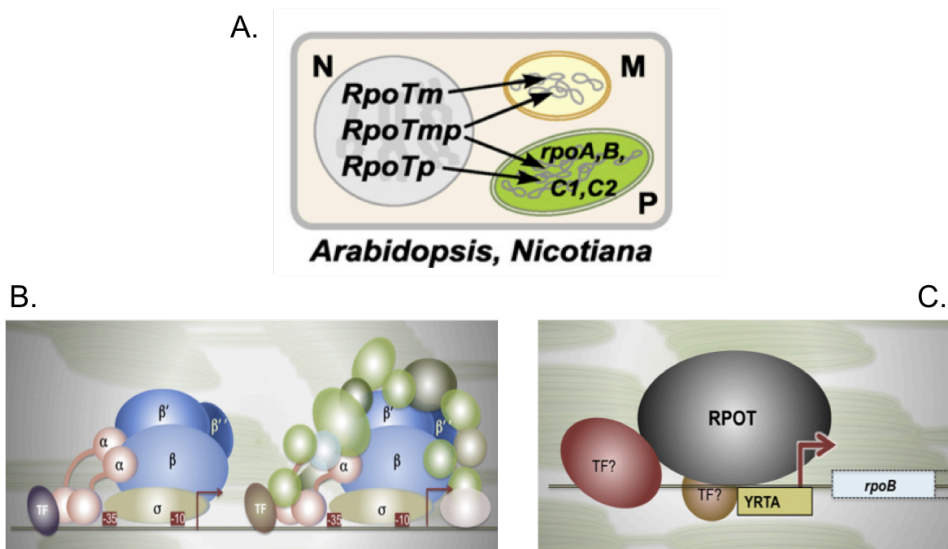 A.
N
M
RpoTm
RpoTmp
RpoTp
rpoA,B,
C1,C2
P
Arabidopsis, Nicotiana
B.
β′
β′′
α
α
β
TF
-35
σ
-10
β′
β′′
α
β
TF
-35
σ
-10
C.
RPOT
TF?
TF?
YRTA
rpoB